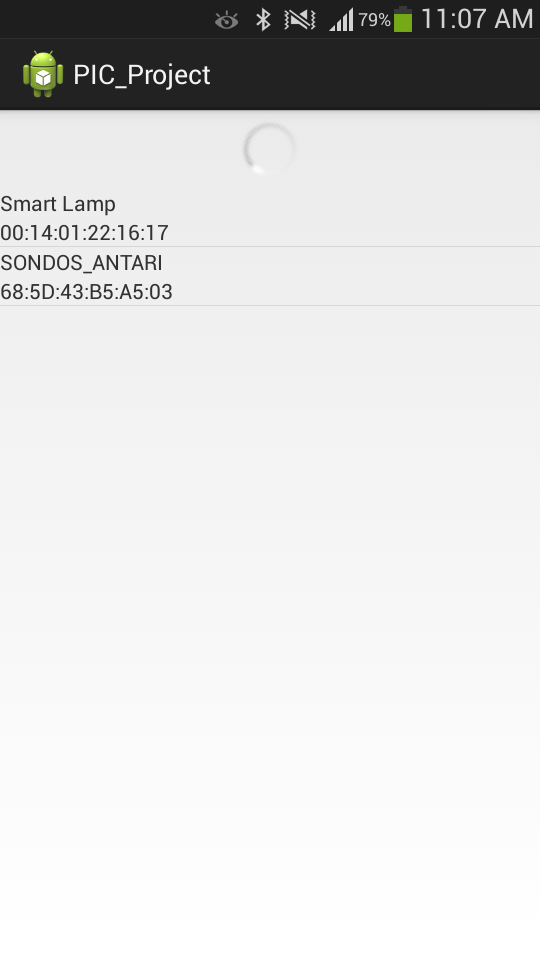 79% 11:07 AM
PIC_Project
Smart Lamp
00:14:01:22:16:17
SONDOS_ANTARI
68:5D:43:B5:A5:03